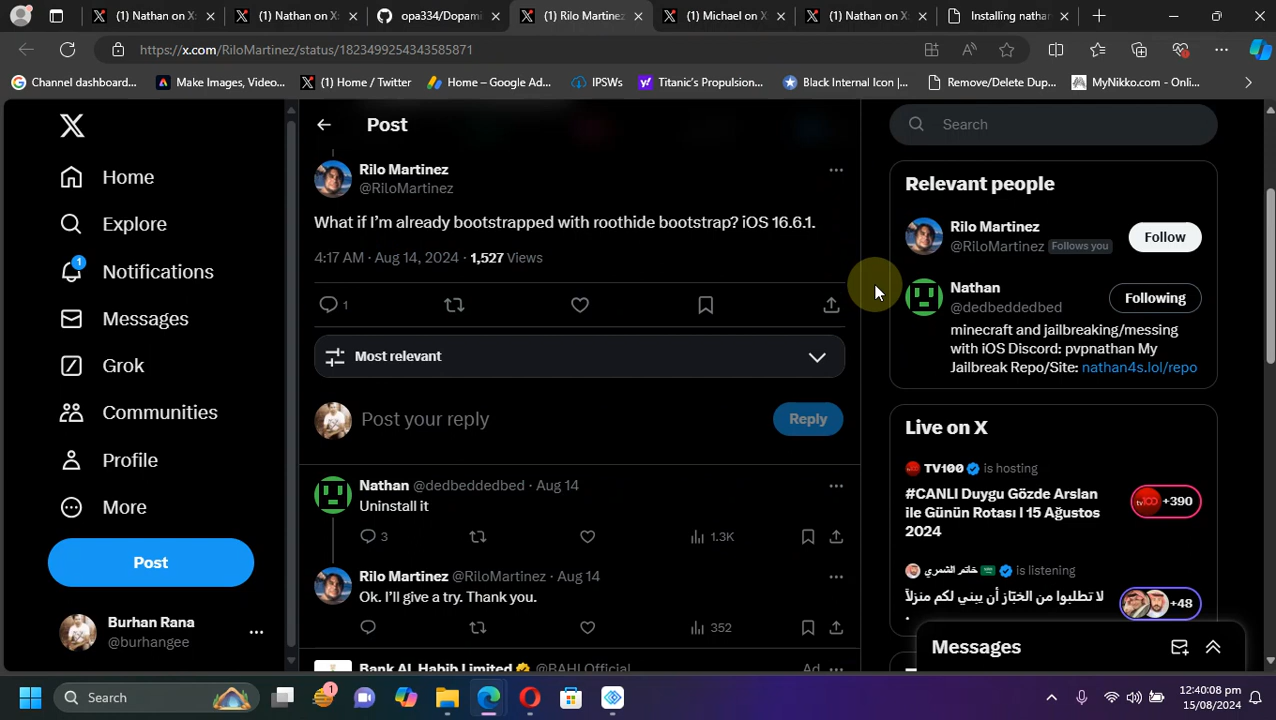 Nathan on X
Nathan on X:
opa334/Dopami
(1) Rilo Martinez
Michael on X
Nathan on X:
Installing nathan
https://x.com/RiloMartinez/status/1823499254343585871
Channel dashboard...
Make Images, Video...
(1) Home / Twitter
Home – Google Ad...
IPSWs
Titanic's Propulsion...
Black Internal Icon |...
Remove/Delete Dup...
MyNikko.com - Onli...
Home
Explore
1
Notifications
Messages
Grok
Communities
Profile
More
Post
Burhan Rana
@burhangee
Post
Rilo Martinez
@RiloMartinez
What if I'm already bootstrapped with roothide bootstrap? iOS 16.6.1.
4:17 AM · Aug 14, 2024 · 1,527 Views
1
Most relevant
Post your reply
Reply
Nathan @dedbeddedbed · Aug 14
Uninstall it
3
1.3K
Rilo Martinez @RiloMartinez · Aug 14
Ok. I'll give a try. Thank you.
352
Bank AL Habib Limited @BAHLOfficial
Ad
Search
Relevant people
Rilo Martinez
@RiloMartinez Follows you
Follow
Nathan
@dedbeddedbed
Following
minecraft and jailbreaking/messing
with iOS Discord: pvpnathan My
Jailbreak Repo/Site: nathan4s.lol/repo
Live on X
TV100 is hosting
#CANLI Duygu Gözde Arslan
ile Günün Rotası I 15 Ağustos
2024
+390
خاتم الشمري is listening
لا تطلبوا من الخبّاز أن يبني لكم منزلاً
+48
Messages
Search
1
12:40:08 pm
15/08/2024